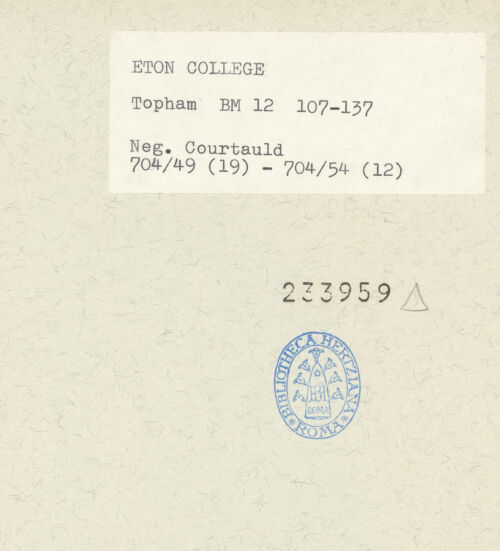 ETON COLLEGE
Topham BM 12 107-137
Neg. Courtauld
704/49 (19) - 704/54 (12)
233959
BIBLIOTHECA HERTZIANA
ROMA
ROMA